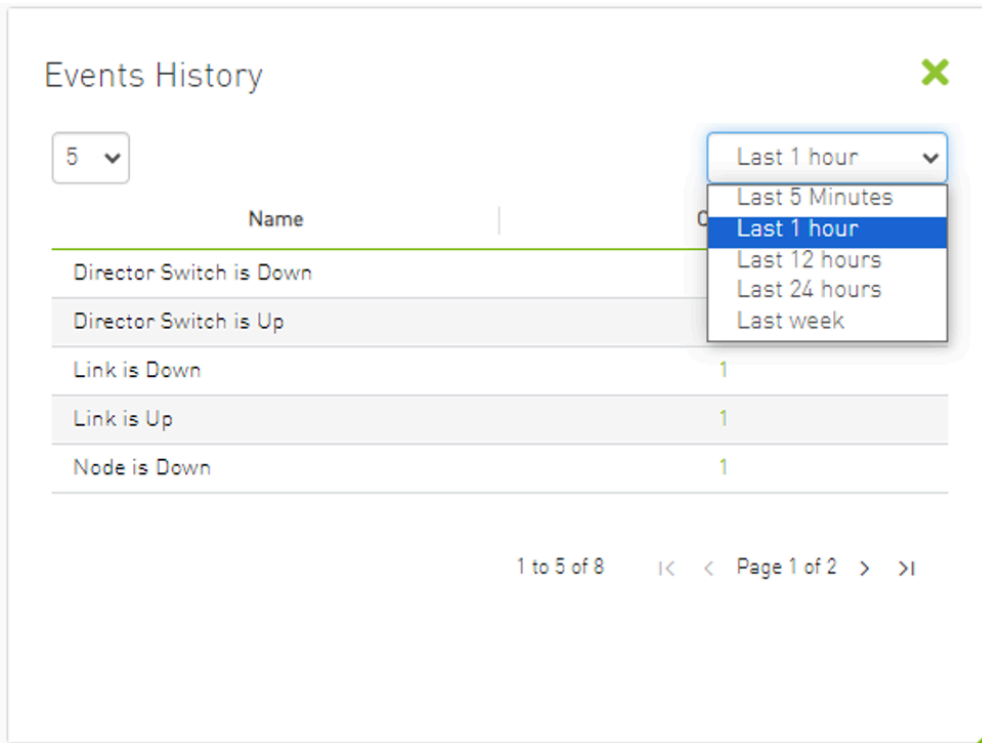 Events History
5
Last 1 hour
Last 5 Minutes
Last 1 hour
Last 12 hours
Last 24 hours
Last week
Name
Director Switch is Down
Director Switch is Up
Link is Down 1
Link is Up 1
Node is Down 1
1 to 5 of 8 Page 1 of 2